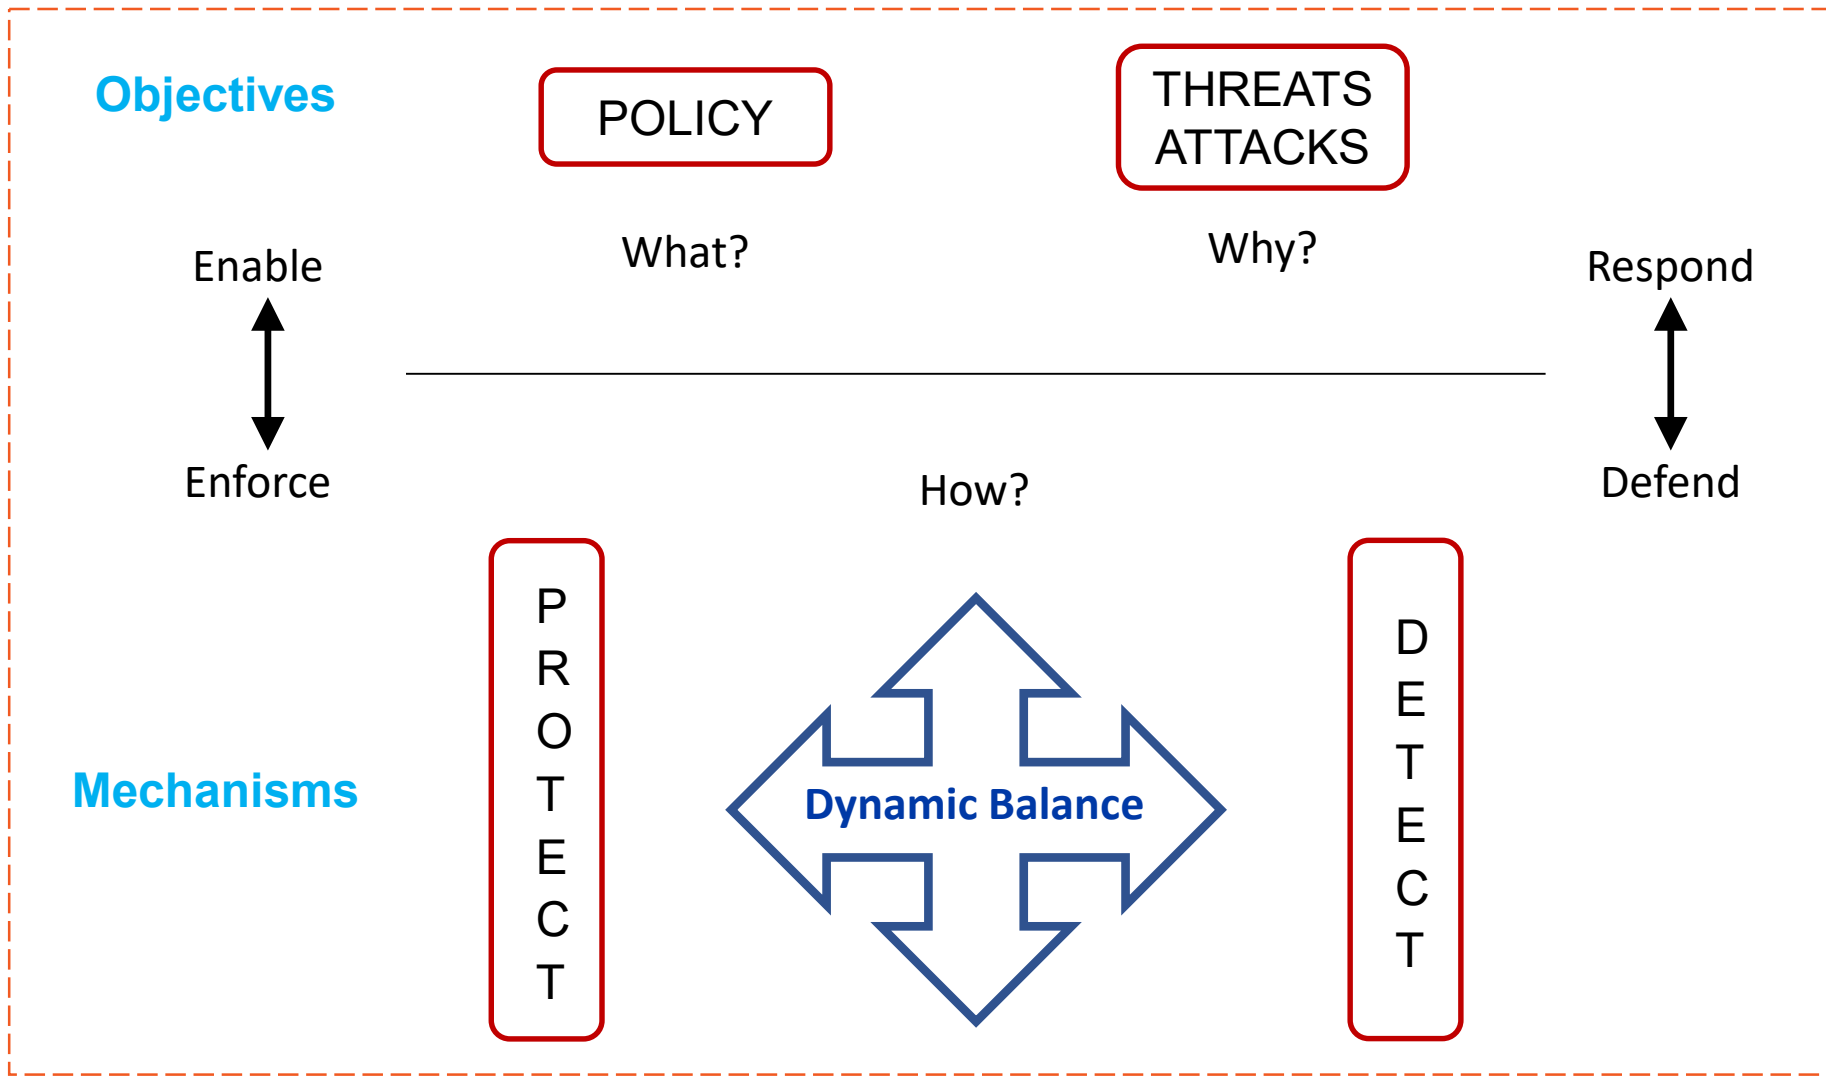 Objectives
POLICY
THREATS
ATTACKS
What?
Why?
Enable
Respond
Enforce
How?
Defend
PROTECT
DETECT
Mechanisms
Dynamic Balance